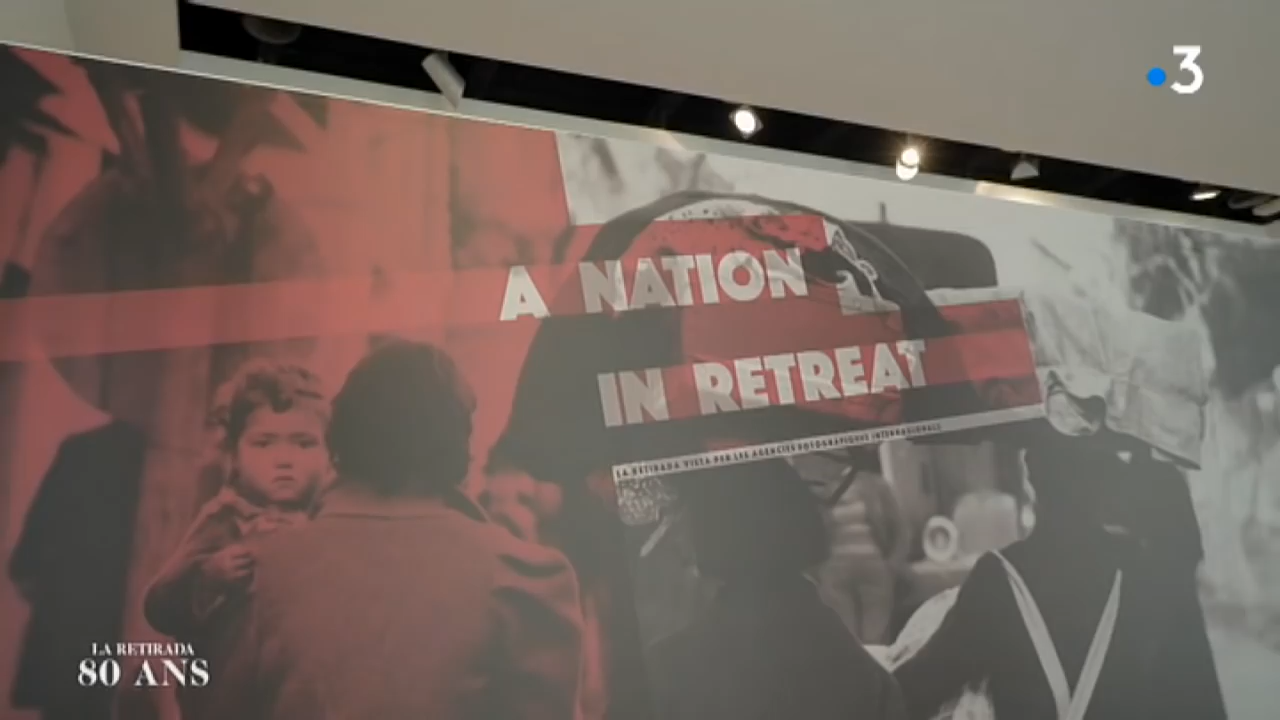 3
A NATION
IN RETREAT
LA RETIRADA VISTA PER LES AGÈNCIES FOTOGRÀFIQUES INTERNACIONALS
LA RETIRADA
80 ANS